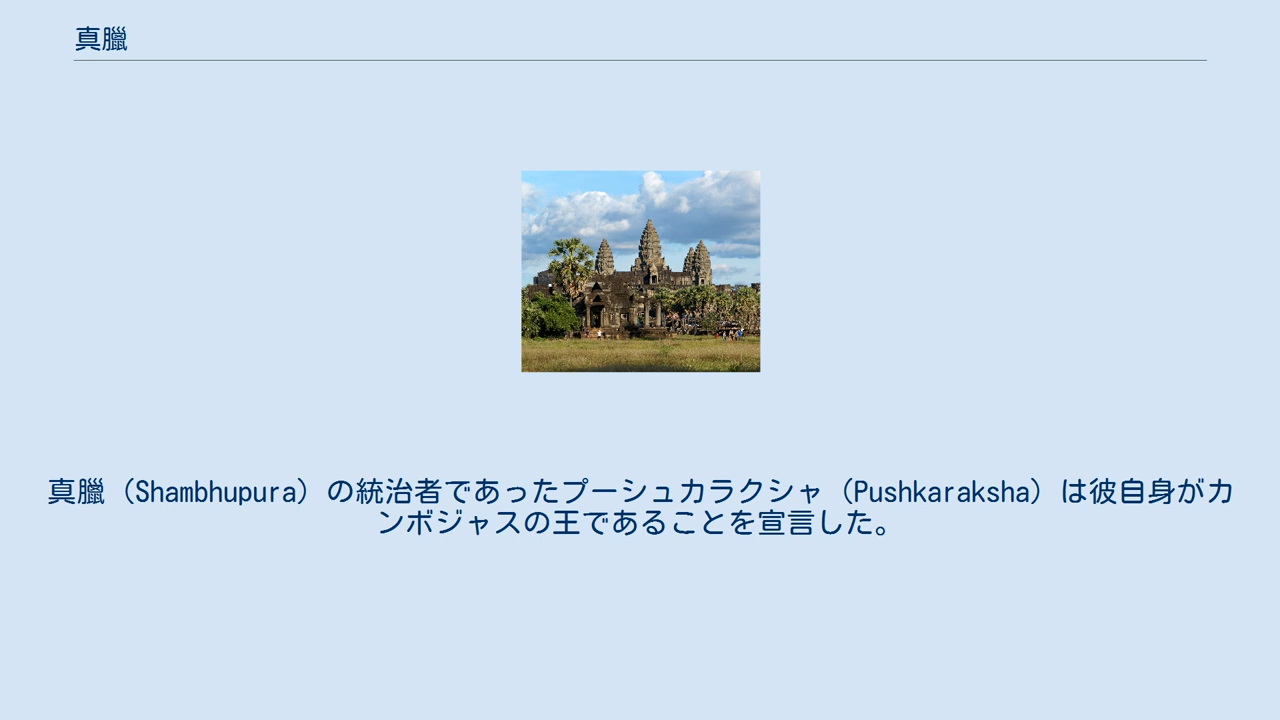 真臘
真臘（Shambhupura）の統治者であったプーシュカラクシャ（Pushkaraksha）は彼自身がカ
ンボジャスの王であることを宣言した。